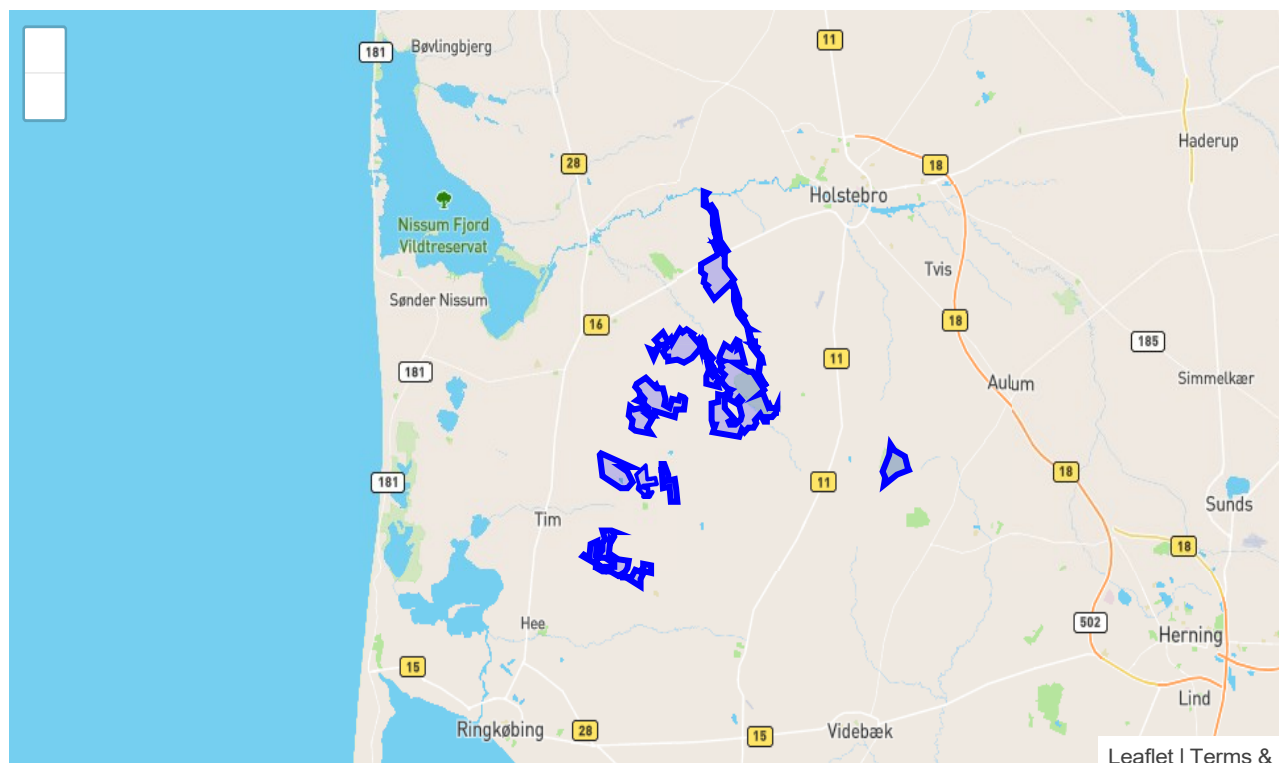 11
181
Bøvlingbjerg
Haderup
28
18
Holstebro
Nissum Fjord
Vildtreservat
Tvis
Sønder Nissum
16
18
185
11
181
Simmelkær
Aulum
18
181
11
Sunds
Tim
18
502
Hee
Herning
15
Lind
Ringkøbing
28
15
Videbæk
Leaflet | Terms &